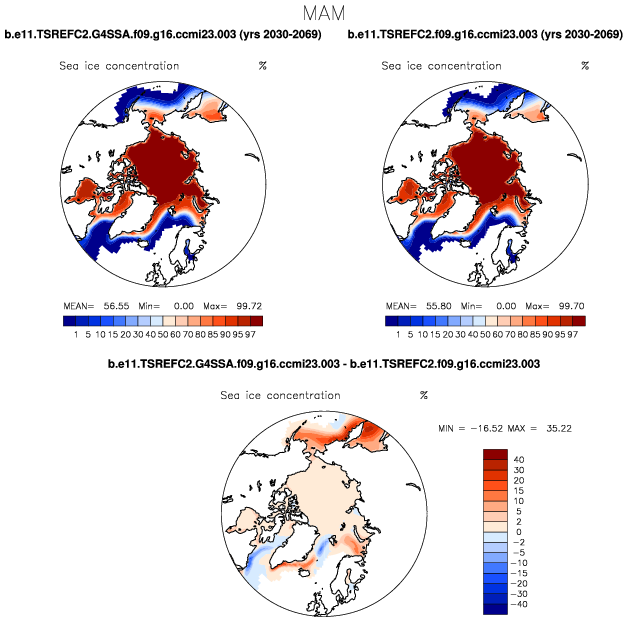 MAM
b.e11.TSREFC2.G4SSA.f09.g16.ccmi23.003 (yrs 2030-2069)
b.e11.TSREFC2.f09.g16.ccmi23.003 (yrs 2030-2069)
Sea ice concentration %
Sea ice concentration %
MEAN= 56.55 Min= 0.00 Max= 99.72
MEAN= 55.80 Min= 0.00 Max= 99.70
1 5 10 15 20 30 40 50 60 70 80 85 90 95 97
1 5 10 15 20 30 40 50 60 70 80 85 90 95 97
b.e11.TSREFC2.G4SSA.f09.g16.ccmi23.003 - b.e11.TSREFC2.f09.g16.ccmi23.003
Sea ice concentration %
MIN = -16.52 MAX = 35.22
40
30
20
15
10
5
2
0
-2
-5
-10
-15
-20
-30
-40